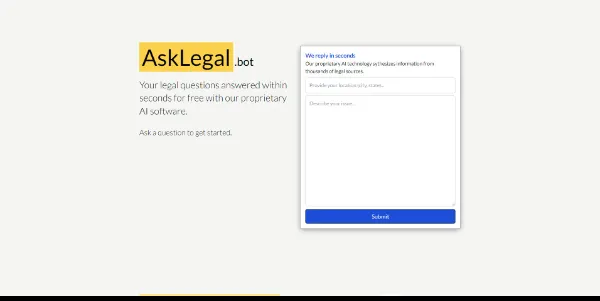 AskLegal.bot
Your legal questions answered within
seconds for free with our proprietary
AI software.
Ask a question to get started.
We reply in seconds
Our proprietary AI technology sythesizes information from
thousands of legal sources.
Provide your location (city, state)...
Describe your issue...
Submit